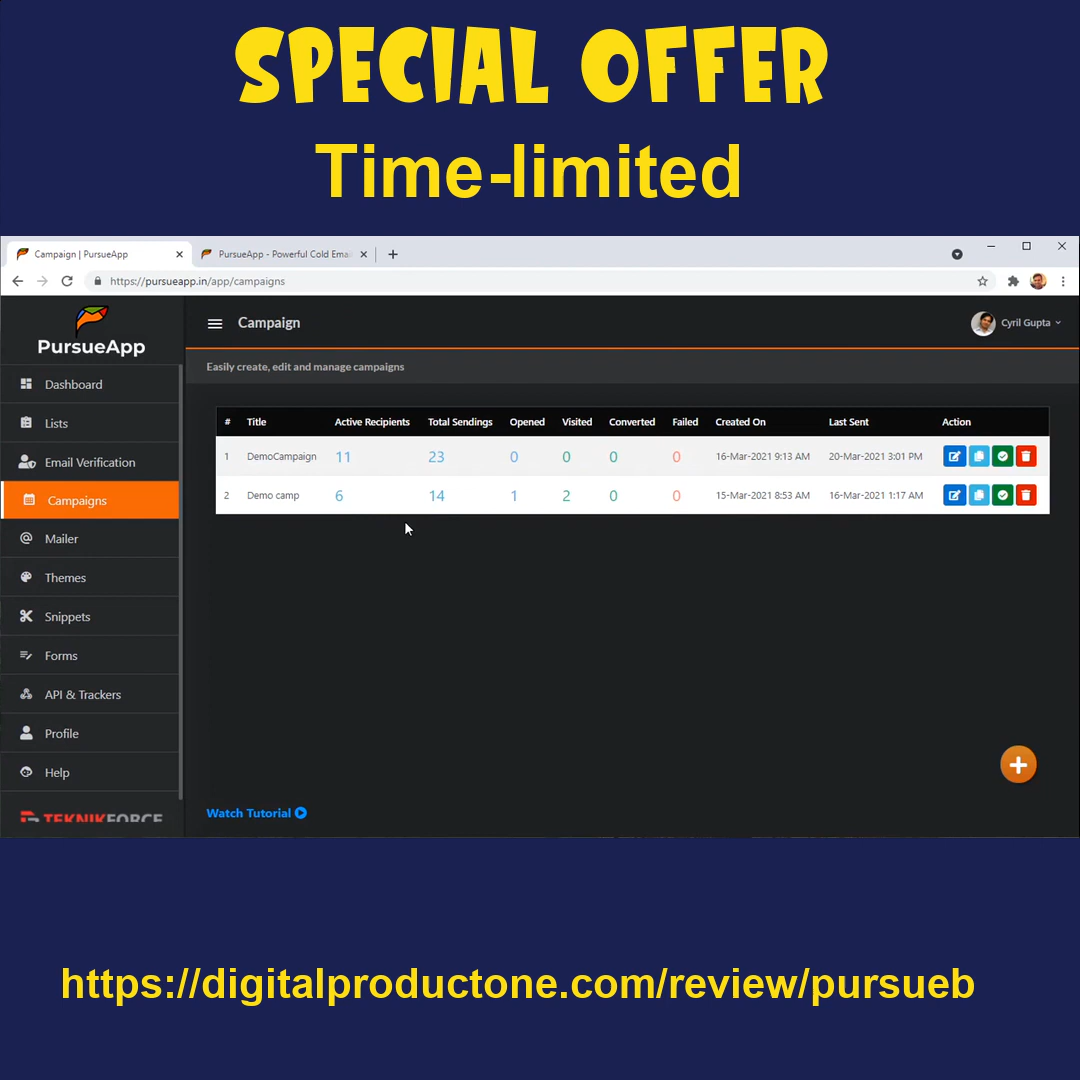 SPECIAL OFFER
Time-limited
Campaign | PursueApp
PursueApp - Powerful Cold Emai
https://pursueapp.in/app/campaigns
PursueApp
Campaign
Cyril Gupta
Easily create, edit and manage campaigns
Dashboard
Lists
Email Verification
Campaigns
Mailer
Themes
Snippets
Forms
API & Trackers
Profile
Help
TEKNIKFORCE
# Title Active Recipients Total Sendings Opened Visited Converted Failed Created On Last Sent Action
1 DemoCampaign 11 23 0 0 0 0 16-Mar-2021 9:13 AM 20-Mar-2021 3:01 PM
2 Demo camp 6 14 1 2 0 0 15-Mar-2021 8:53 AM 16-Mar-2021 1:17 AM
Watch Tutorial
https://digitalproductone.com/review/pursueb